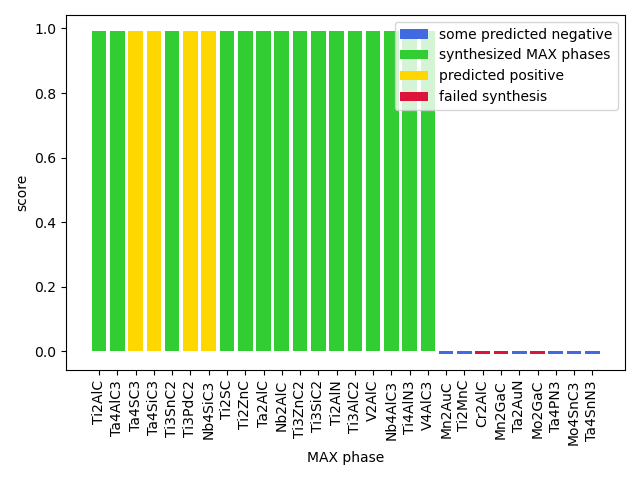 some predicted negative
synthesized MAX phases
predicted positive
failed synthesis
1.0
0.8
0.6
0.4
0.2
0.0
score
Ti2AlC
Ta4AlC3
Ta4SC3
Ta4SiC3
Ti3SnC2
Ti3PdC2
Nb4SiC3
Ti2SC
Ti2ZnC
Ta2AlC
Nb2AlC
Ti3ZnC2
Ti3SiC2
Ti2AlN
Ti3AlC2
V2AlC
Nb4AlC3
Ti4AlN3
V4AlC3
Mn2AuC
Ti2MnC
Cr2AlC
Mn2GaC
Ta2AuN
Mo2GaC
Ta4PN3
Mo4SnC3
Ta4SnN3
MAX phase